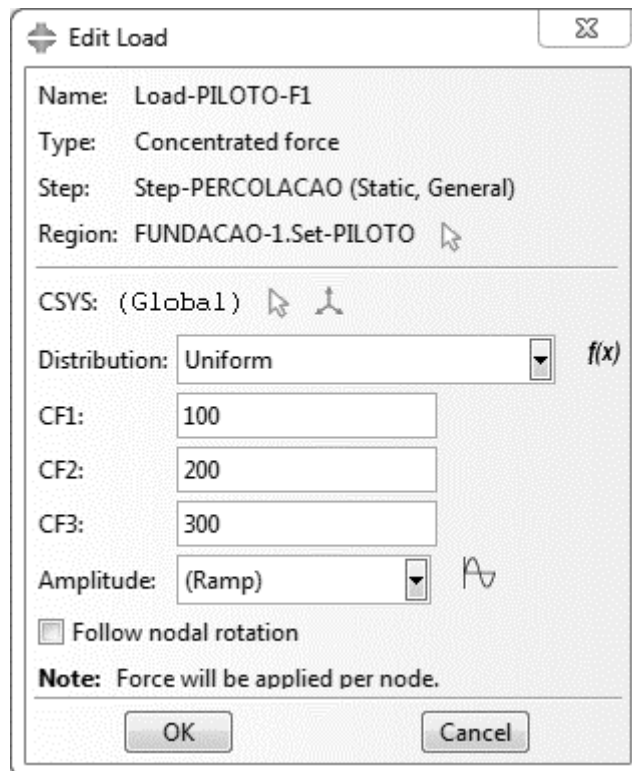 Edit Load
Name: Load-PILOTO-F1
Type: Concentrated force
Step: Step-PERCOLACAO (Static, General)
Region: FUNDACAO-1.Set-PILOTO
CSYS: (Global)
Distribution: Uniform f(x)
CF1: 100
CF2: 200
CF3: 300
Amplitude: (Ramp)
Follow nodal rotation
Note: Force will be applied per node.
OK Cancel